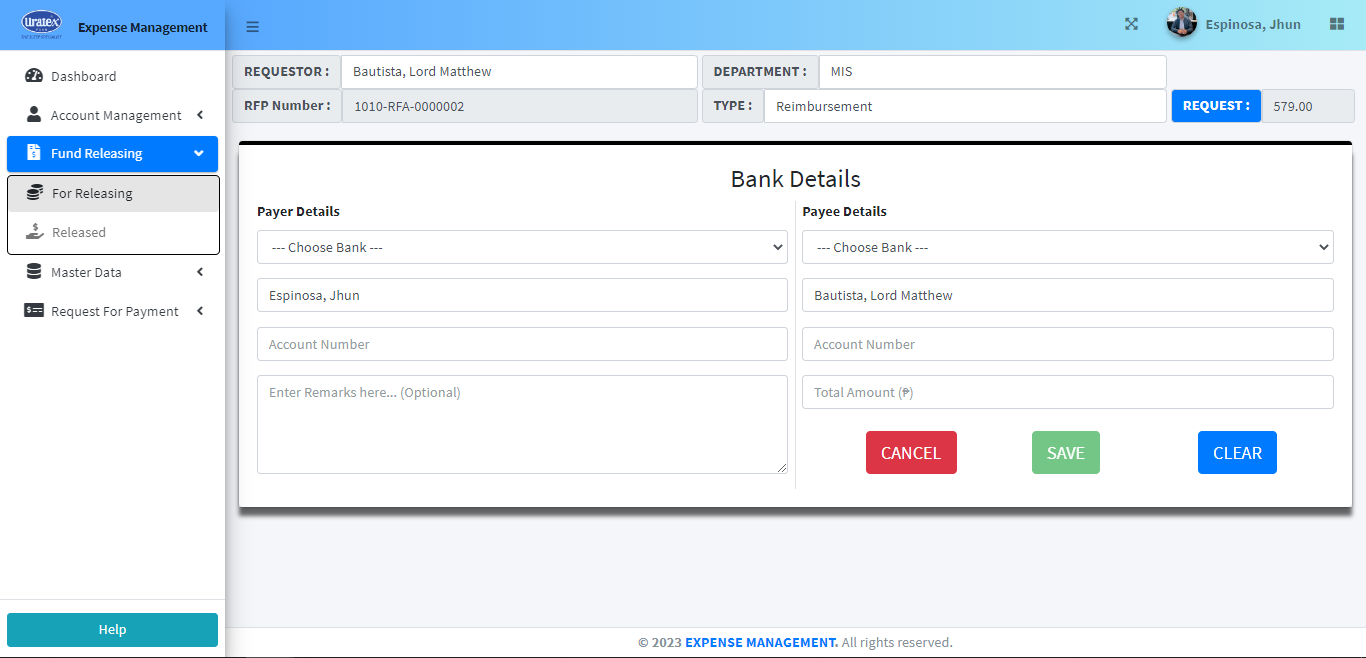 Uratex
Expense Management
Espinosa, Jhun
Dashboard
Account Management
Fund Releasing
For Releasing
Released
Master Data
Request For Payment
Help
REQUESTOR :
Bautista, Lord Matthew
DEPARTMENT :
MIS
RFP Number :
1010-RFA-0000002
TYPE :
Reimbursement
REQUEST :
579.00
Bank Details
Payer Details
--- Choose Bank ---
Espinosa, Jhun
Account Number
Enter Remarks here... (Optional)
Payee Details
--- Choose Bank ---
Bautista, Lord Matthew
Account Number
Total Amount (₱)
CANCEL
SAVE
CLEAR
© 2023 EXPENSE MANAGEMENT. All rights reserved.